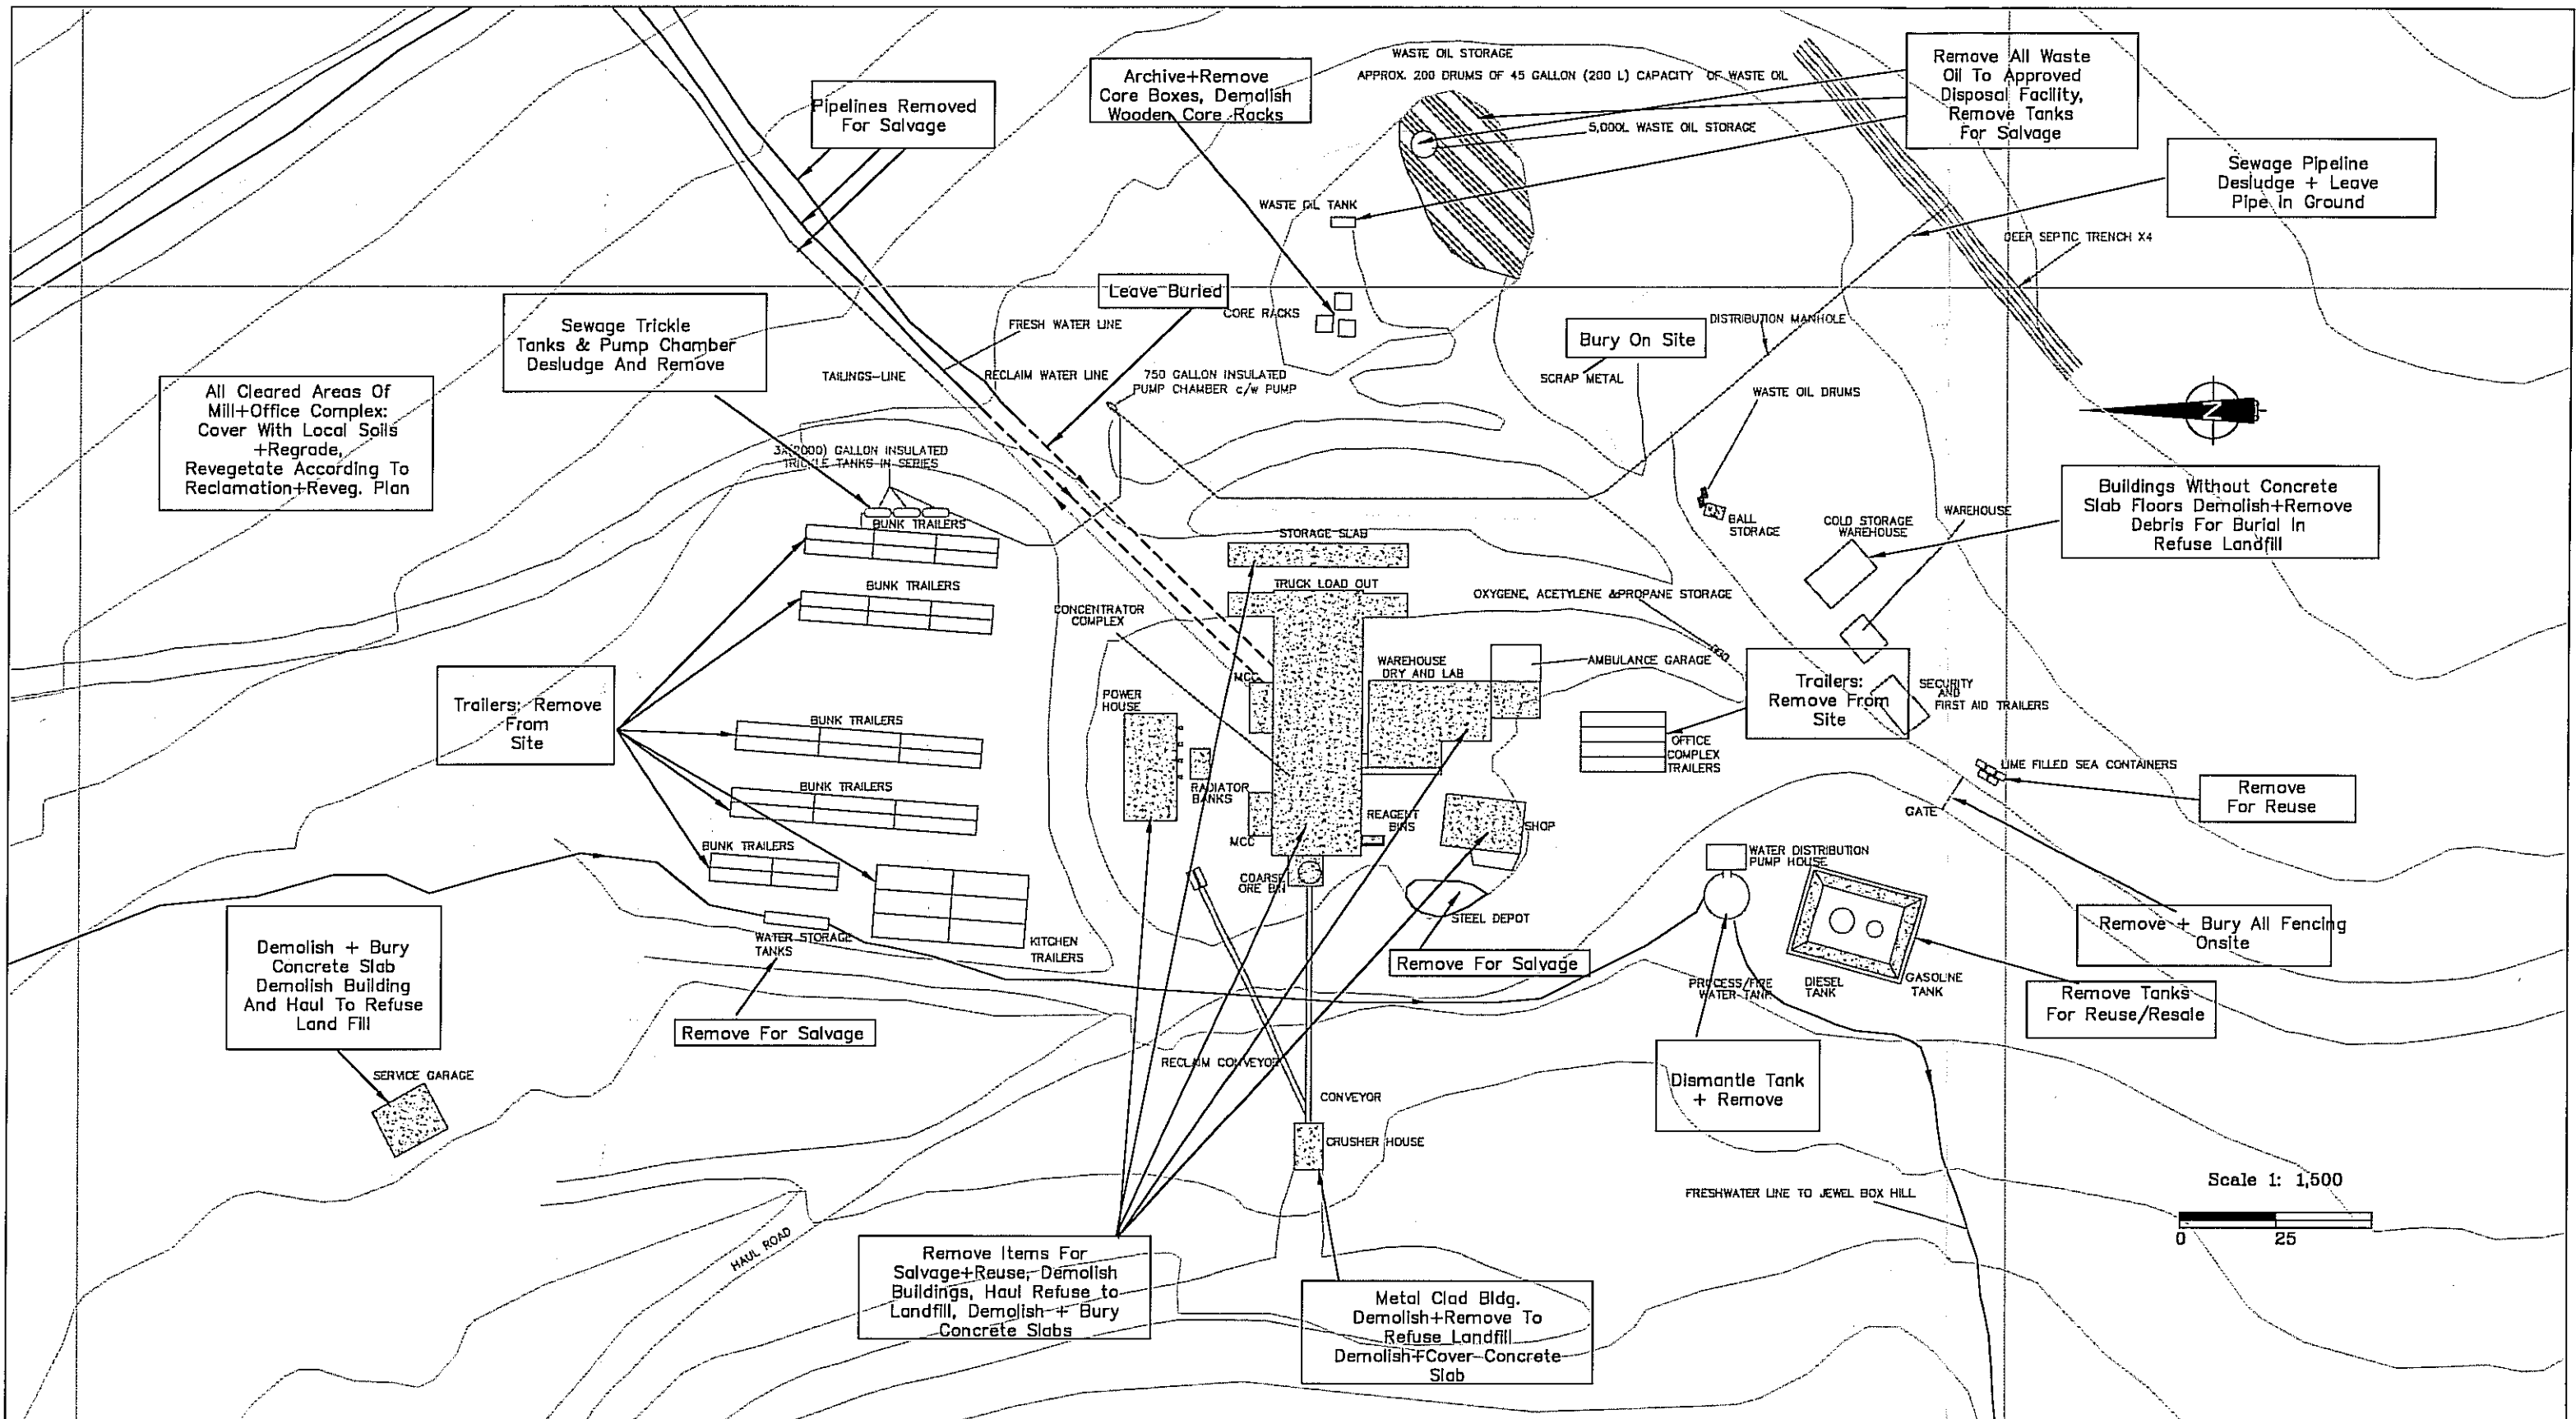 WASTE OIL STORAGE
APPROX. 200 DRUMS OF 45 GALLON (200 L) CAPACITY OF WASTE OIL
Remove All Waste
Oil To Approved
Disposal Facility,
Remove Tanks
For Salvage
Archive+Remove
Core Boxes, Demolish
Wooden Core Racks
Pipelines Removed
For Salvage
5,000L WASTE OIL STORAGE
Sewage Pipeline
Desludge + Leave
Pipe In Ground
WASTE OIL TANK
DEEP SEPTIC TRENCH X4
Leave Buried
CORE RACKS
FRESH WATER LINE
Sewage Trickle
Tanks & Pump Chamber
Desludge And Remove
DISTRIBUTION MANHOLE
Bury On Site
SCRAP METAL
TAILINGS-LINE
RECLAIM WATER LINE
750 GALLON INSULATED
PUMP CHAMBER c/w PUMP
All Cleared Areas Of
Mill+Office Complex:
Cover With Local Soils
+Regrade,
Revegetate According To
Reclamation+Reveg. Plan
WASTE OIL DRUMS
N
3X(2000) GALLON INSULATED
TRICKLE TANKS IN SERIES
BUNK TRAILERS
BALL
STORAGE
COLD STORAGE
WAREHOUSE
WAREHOUSE
Buildings Without Concrete
Slab Floors Demolish+Remove
Debris For Burial In
Refuse Landfill
STORAGE SLAB
BUNK TRAILERS
TRUCK LOAD OUT
CONCENTRATOR
COMPLEX
OXYGENE, ACETYLENE &PROPANE STORAGE
Trailers: Remove
From
Site
MCC
WAREHOUSE
DRY AND LAB
AMBULANCE GARAGE
Trailers:
Remove From
Site
SECURITY
AND
FIRST AID TRAILERS
POWER
HOUSE
BUNK TRAILERS
OFFICE
COMPLEX
TRAILERS
LIME FILLED SEA CONTAINERS
Remove
For Reuse
BUNK TRAILERS
RADIATOR
BANKS
GATE
MCC
REAGENT
BINS
SHOP
BUNK TRAILERS
WATER DISTRIBUTION
PUMP HOUSE
COARSE
ORE BIN
STEEL DEPOT
Remove + Bury All Fencing
Onsite
WATER STORAGE
TANKS
KITCHEN
TRAILERS
Demolish + Bury
Concrete Slab
Demolish Building
And Haul To Refuse
Land Fill
Remove For Salvage
PROCESS/FIRE
WATER TANK
DIESEL
TANK
GASOLINE
TANK
Remove Tanks
For Reuse/Resale
Remove For Salvage
RECLAIM CONVEYOR
SERVICE GARAGE
Dismantle Tank
+ Remove
CONVEYOR
CRUSHER HOUSE
Scale 1: 1,500
0 25
FRESHWATER LINE TO JEWEL BOX HILL
HAUL ROAD
Remove Items For
Salvage+Reuse, Demolish
Buildings, Haul Refuse to
Landfill, Demolish + Bury
Concrete Slabs
Metal Clad Bldg.
Demolish+Remove To
Refuse Landfill
Demolish+Cover Concrete
Slab